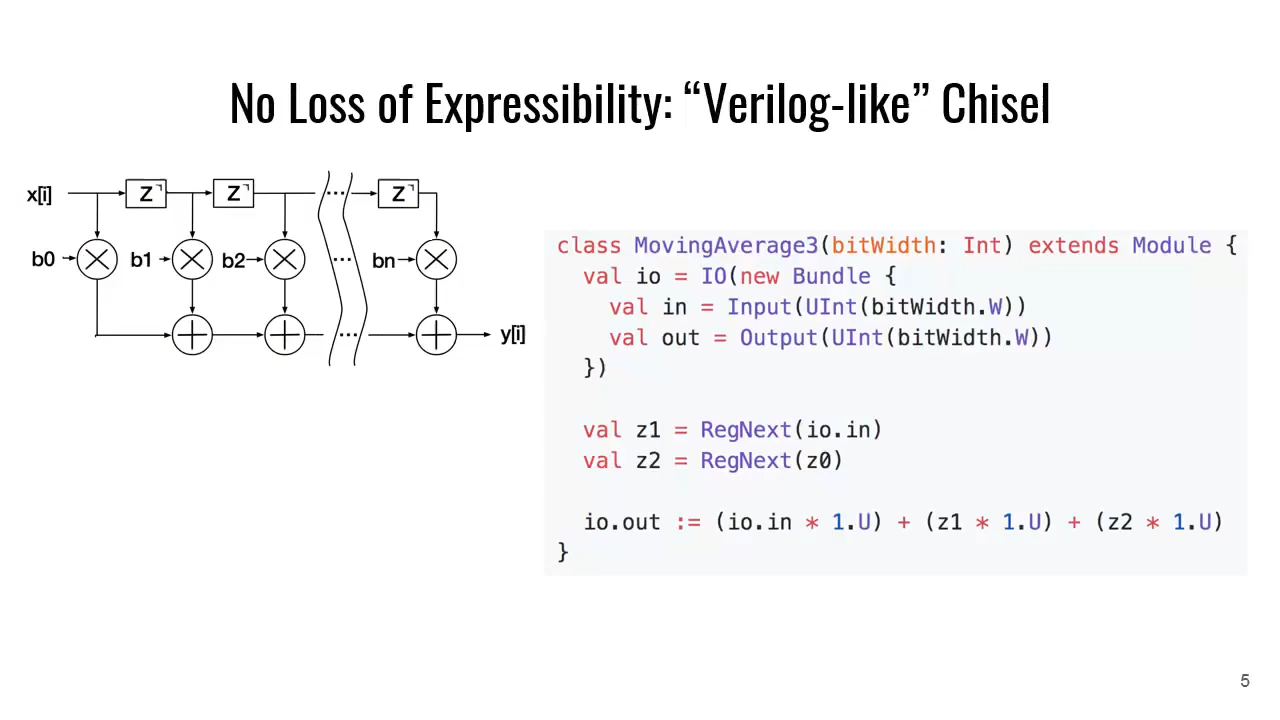 No Loss of Expressibility: “Verilog-like” Chisel
x[i] Z⁻¹ Z⁻¹ ... Z⁻¹
b0 b1 b2 ... bn
... y[i]
class MovingAverage3(bitWidth: Int) extends Module {
  val io = IO(new Bundle {
    val in = Input(UInt(bitWidth.W))
    val out = Output(UInt(bitWidth.W))
  })
  val z1 = RegNext(io.in)
  val z2 = RegNext(z0)
  io.out := (io.in * 1.U) + (z1 * 1.U) + (z2 * 1.U)
}
5